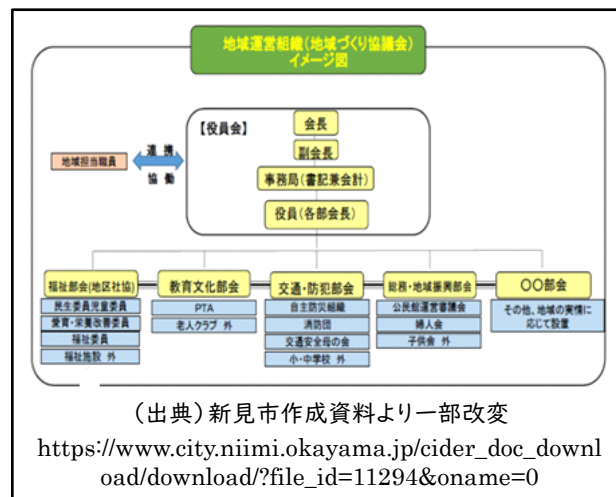 地域運営組織(地域づくり協議会)
イメージ図
【役員会】
会長
副会長
事務局(書記兼会計)
役員(各部会長)
地域担当職員
連携
協働
福祉部会(地区社協)
民生委員児童委員
愛育・栄養改善委員
福祉委員
福祉施設 外
教育文化部会
PTA
老人クラブ 外
交通・防犯部会
自主防災組織
消防団
交通安全母の会
小・中学校 外
総務・地域振興部会
公民館運営審議会
婦人会
子供会 外
〇〇部会
その他、地域の実情に
応じて設置
(出典)新見市作成資料より一部改変
https://www.city.niimi.okayama.jp/cider_doc_downl
oad/download/?file_id=11294&oname=0